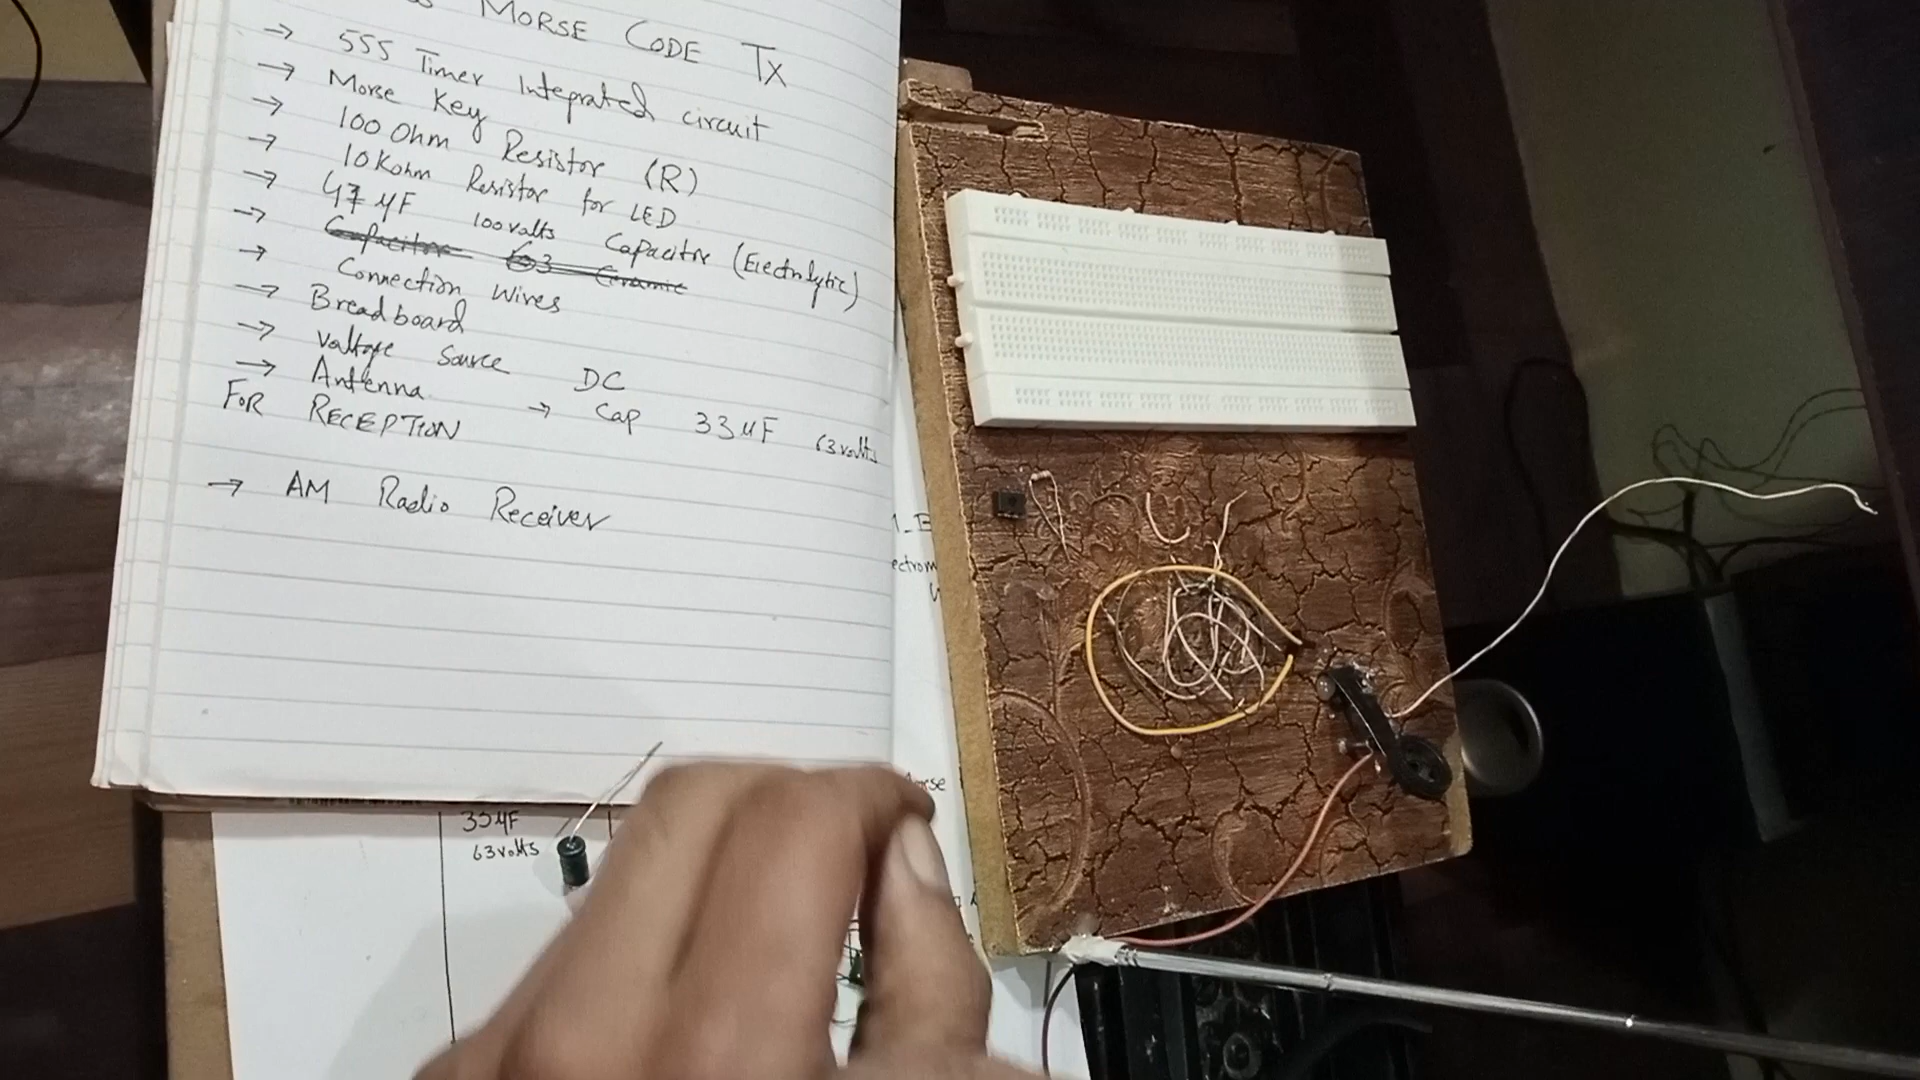 MORSE CODE Tx
→ 555 Timer Integrated circuit
→ Morse Key
→ 100 Ohm Resistor (R)
→ 10 Kohm Resistor for LED
→ 47 μF 100 volts Capacitor (Electrolytic)
→ Capacitor 63 Ceramic
→ Connection Wires
→ Breadboard
→ Voltage Source DC
→ Antenna → Cap 33 μF 63 volts
FOR RECEPTION
→ AM Radio Receiver
33 μF
63 volts